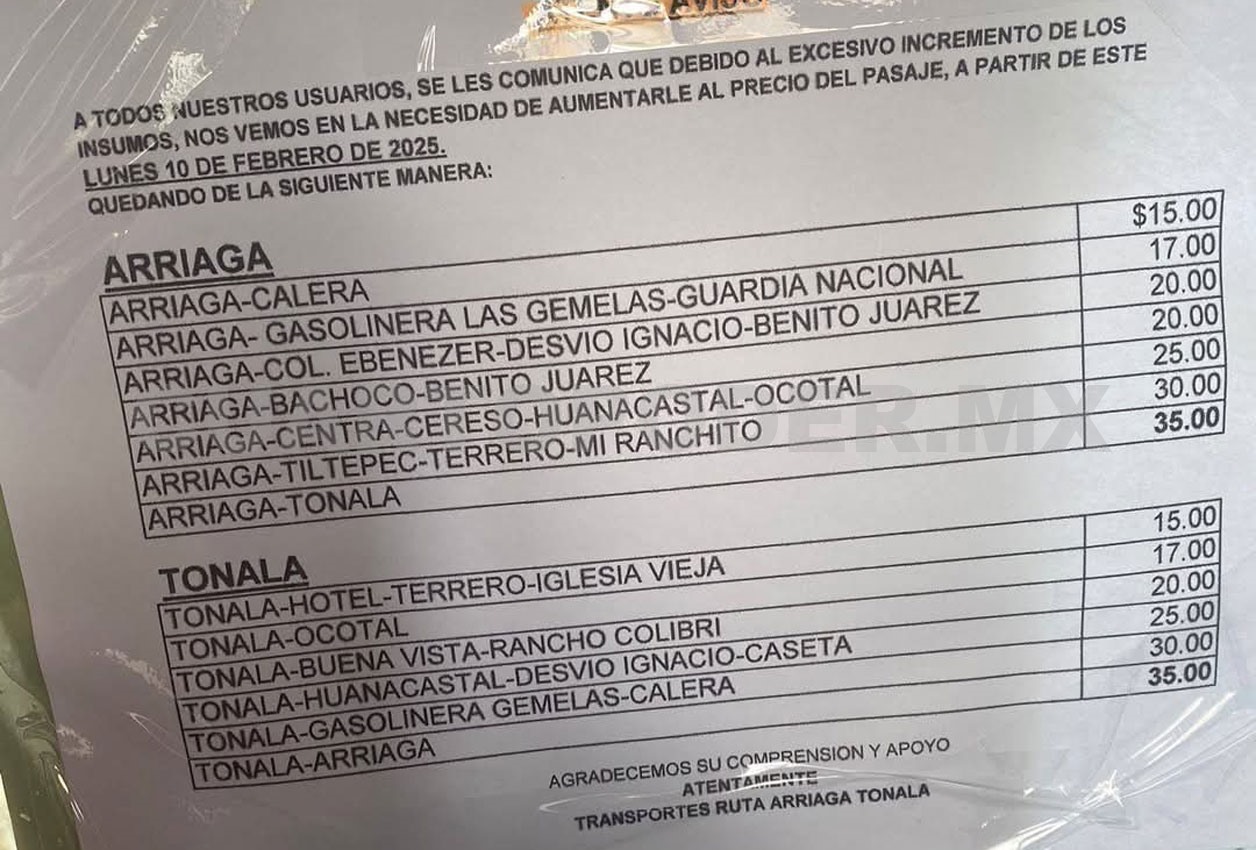 AVISO
A TODOS NUESTROS USUARIOS, SE LES COMUNICA QUE DEBIDO AL EXCESIVO INCREMENTO DE LOS
INSUMOS, NOS VEMOS EN LA NECESIDAD DE AUMENTARLE AL PRECIO DEL PASAJE, A PARTIR DE ESTE
LUNES 10 DE FEBRERO DE 2025.
QUEDANDO DE LA SIGUIENTE MANERA:
ARRIAGA
ARRIAGA-CALERA $15.00
ARRIAGA- GASOLINERA LAS GEMELAS-GUARDIA NACIONAL 17.00
ARRIAGA-COL. EBENEZER-DESVIO IGNACIO-BENITO JUAREZ 20.00
ARRIAGA-BACHOCO-BENITO JUAREZ 20.00
ARRIAGA-CENTRA-CERESO-HUANACASTAL-OCOTAL 25.00
ARRIAGA-TILTEPEC-TERRERO-MI RANCHITO 30.00
ARRIAGA-TONALA 35.00
TONALA
TONALA-HOTEL-TERRERO-IGLESIA VIEJA 15.00
TONALA-OCOTAL 17.00
TONALA-BUENA VISTA-RANCHO COLIBRI 20.00
TONALA-HUANACASTAL-DESVIO IGNACIO-CASETA 25.00
TONALA-GASOLINERA GEMELAS-CALERA 30.00
TONALA-ARRIAGA 35.00
AGRADECEMOS SU COMPRENSION Y APOYO
ATENTAMENTE
TRANSPORTES RUTA ARRIAGA TONALA